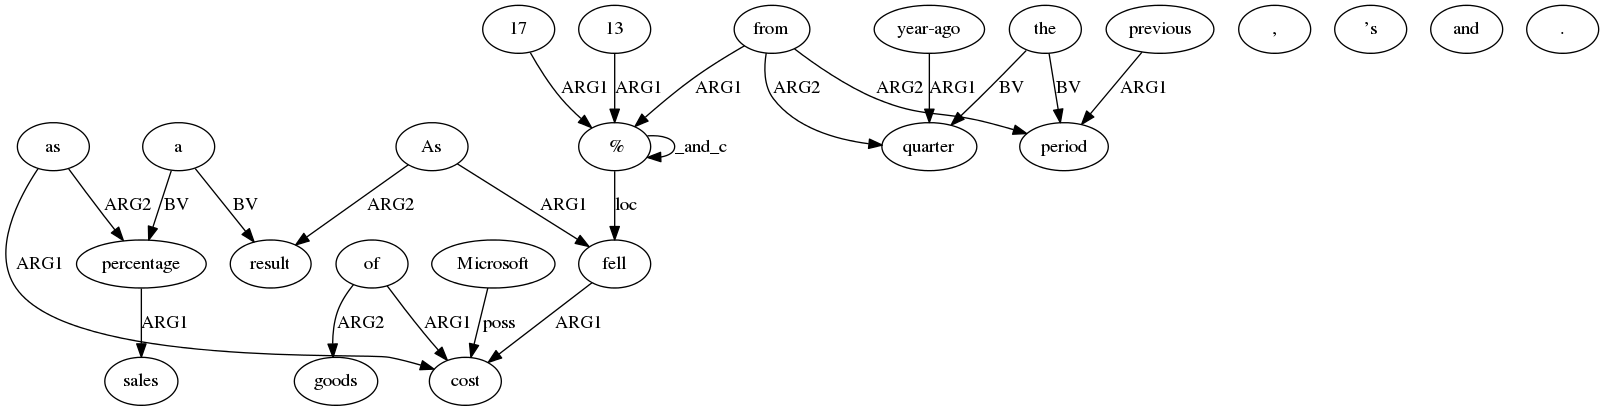 17 13 from year-ago the previous , 's and .
ARG1 ARG1 ARG1 ARG2 ARG2 ARG1 BV BV ARG1
as a As % _and_c quarter period
ARG2 BV BV ARG2 ARG1 loc
ARG1 percentage result of Microsoft fell
ARG1 ARG2 ARG1 poss ARG1
sales goods cost